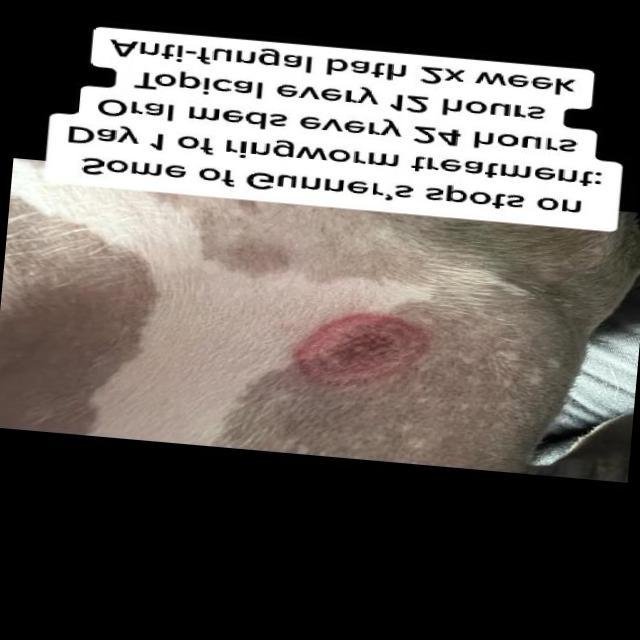 Some of Gunner's spots on
Day 1 of ringworm treatment:
Oral meds every 24 hours
Topical every 12 hours
Anti-fungal bath 2x week